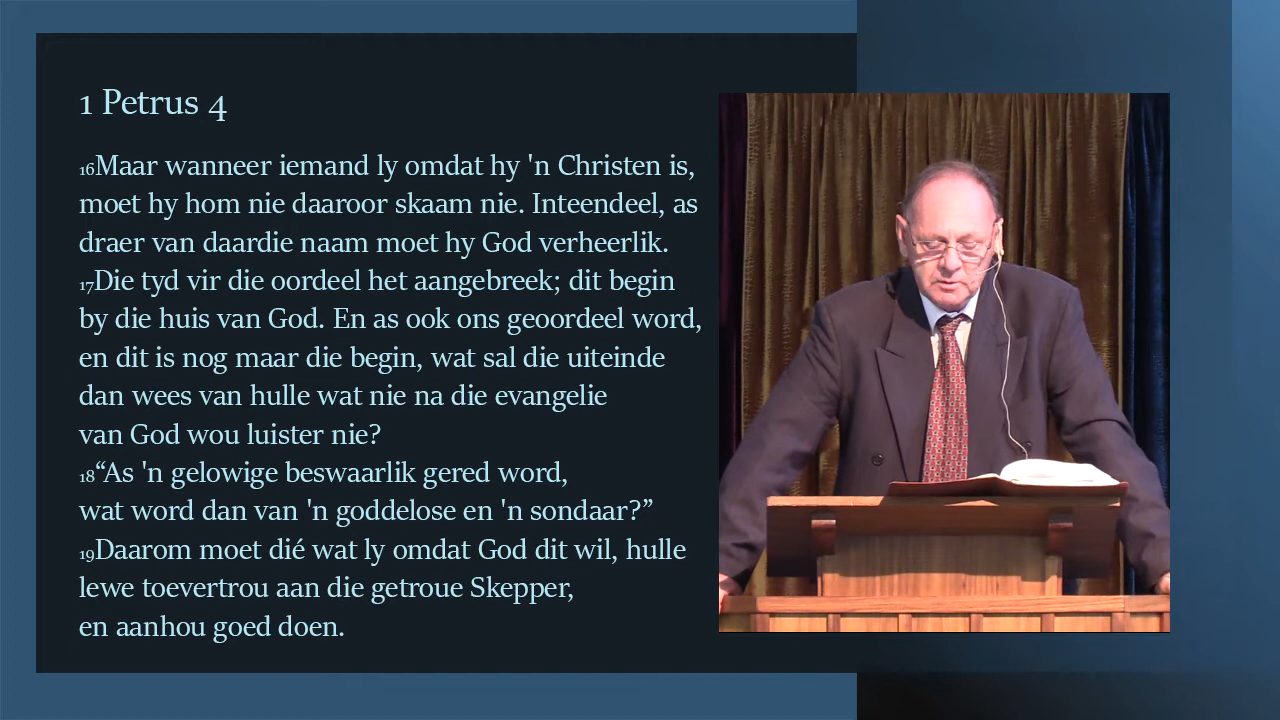 1 Petrus 4
16Maar wanneer iemand ly omdat hy 'n Christen is,
moet hy hom nie daaroor skaam nie. Inteendeel, as
draer van daardie naam moet hy God verheerlik.
17Die tyd vir die oordeel het aangebreek; dit begin
by die huis van God. En as ook ons geoordeel word,
en dit is nog maar die begin, wat sal die uiteinde
dan wees van hulle wat nie na die evangelie
van God wou luister nie?
18“As 'n gelowige beswaarlik gered word,
wat word dan van 'n goddelose en 'n sondaar?”
19Daarom moet dié wat ly omdat God dit wil, hulle
lewe toevertrou aan die getroue Skepper,
en aanhou goed doen.